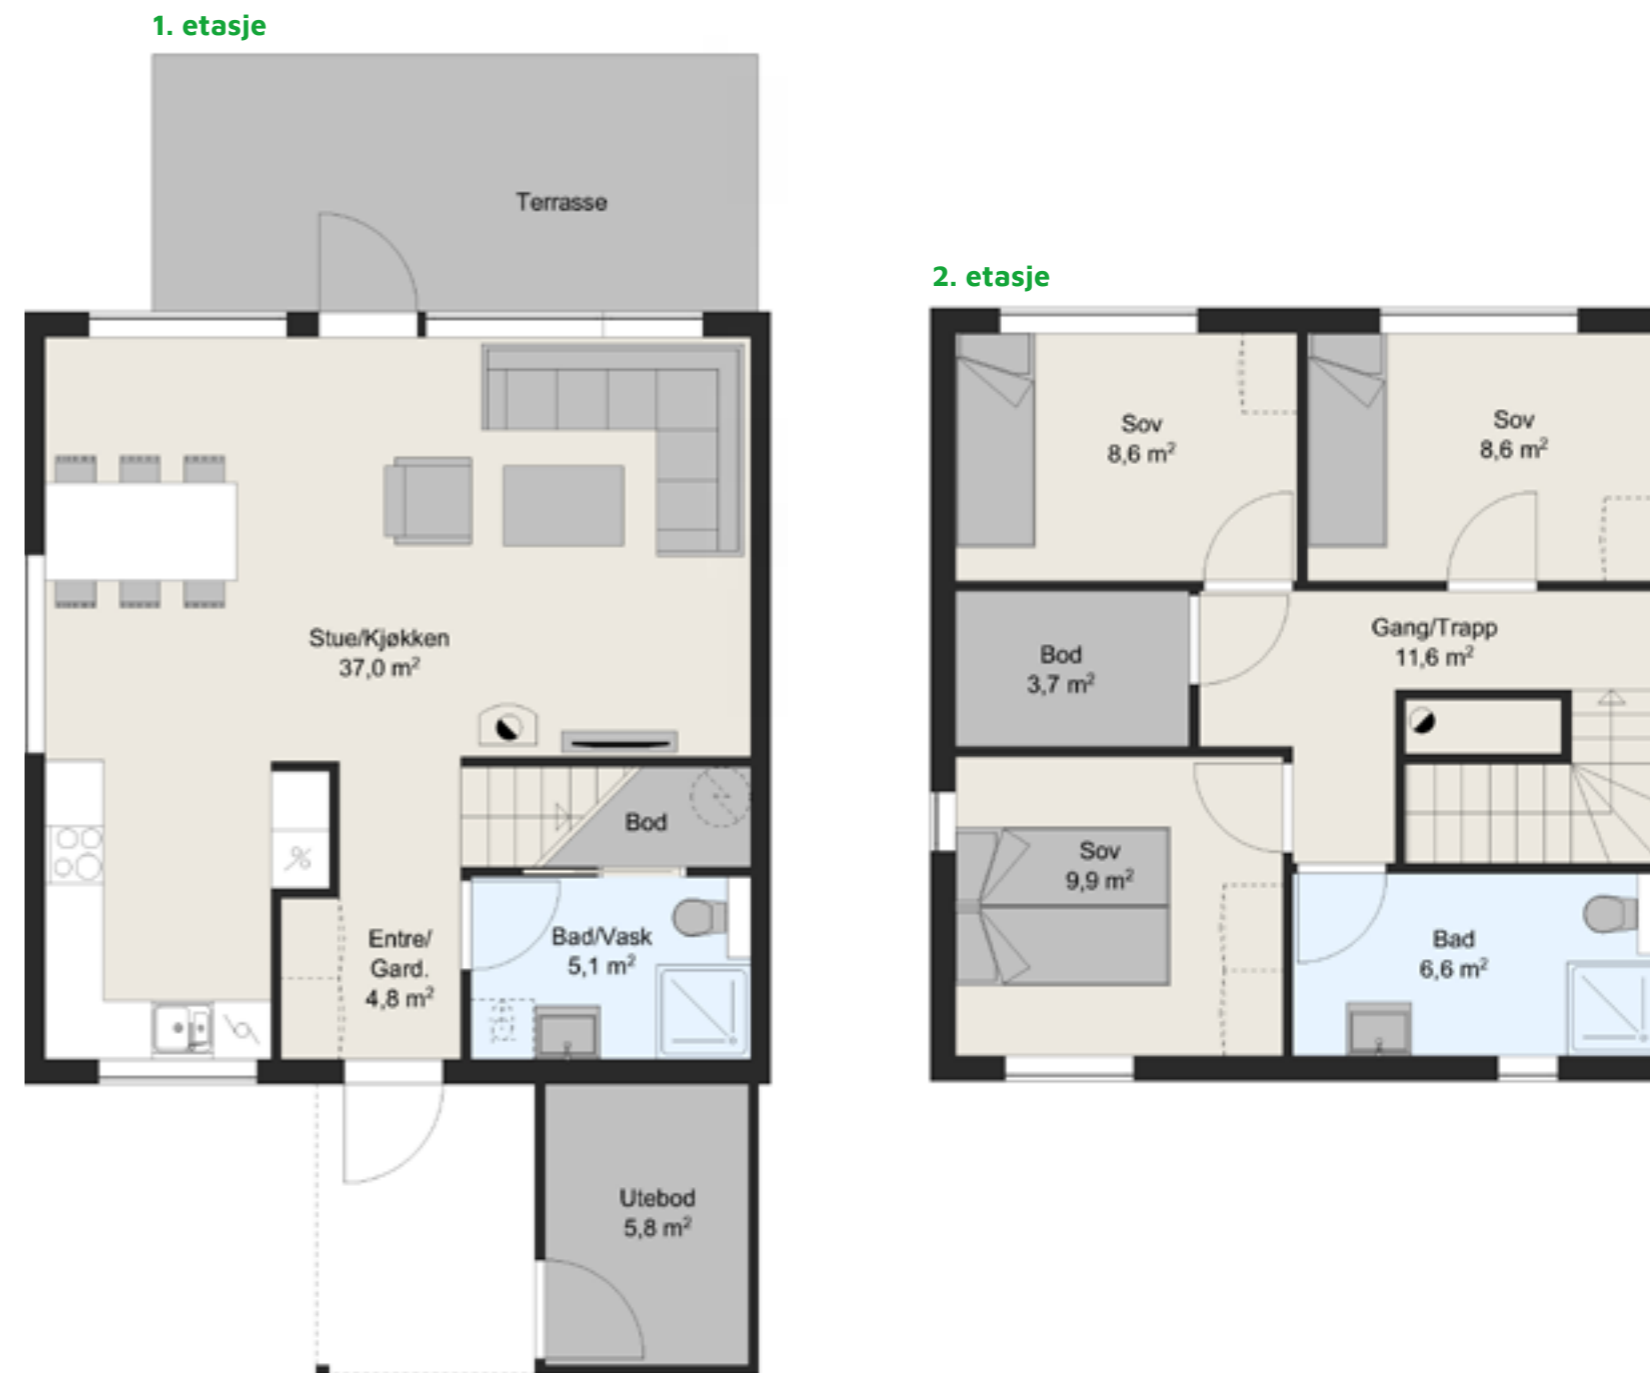 1. etasje
Terrasse
Stue/Kjøkken
37,0 m²
Bod
Entre/
Gard.
4,8 m²
Bad/Vask
5,1 m²
Utebod
5,8 m²
2. etasje
Sov
8,6 m²
Sov
8,6 m²
Bod
3,7 m²
Gang/Trapp
11,6 m²
Sov
9,9 m²
Bad
6,6 m²